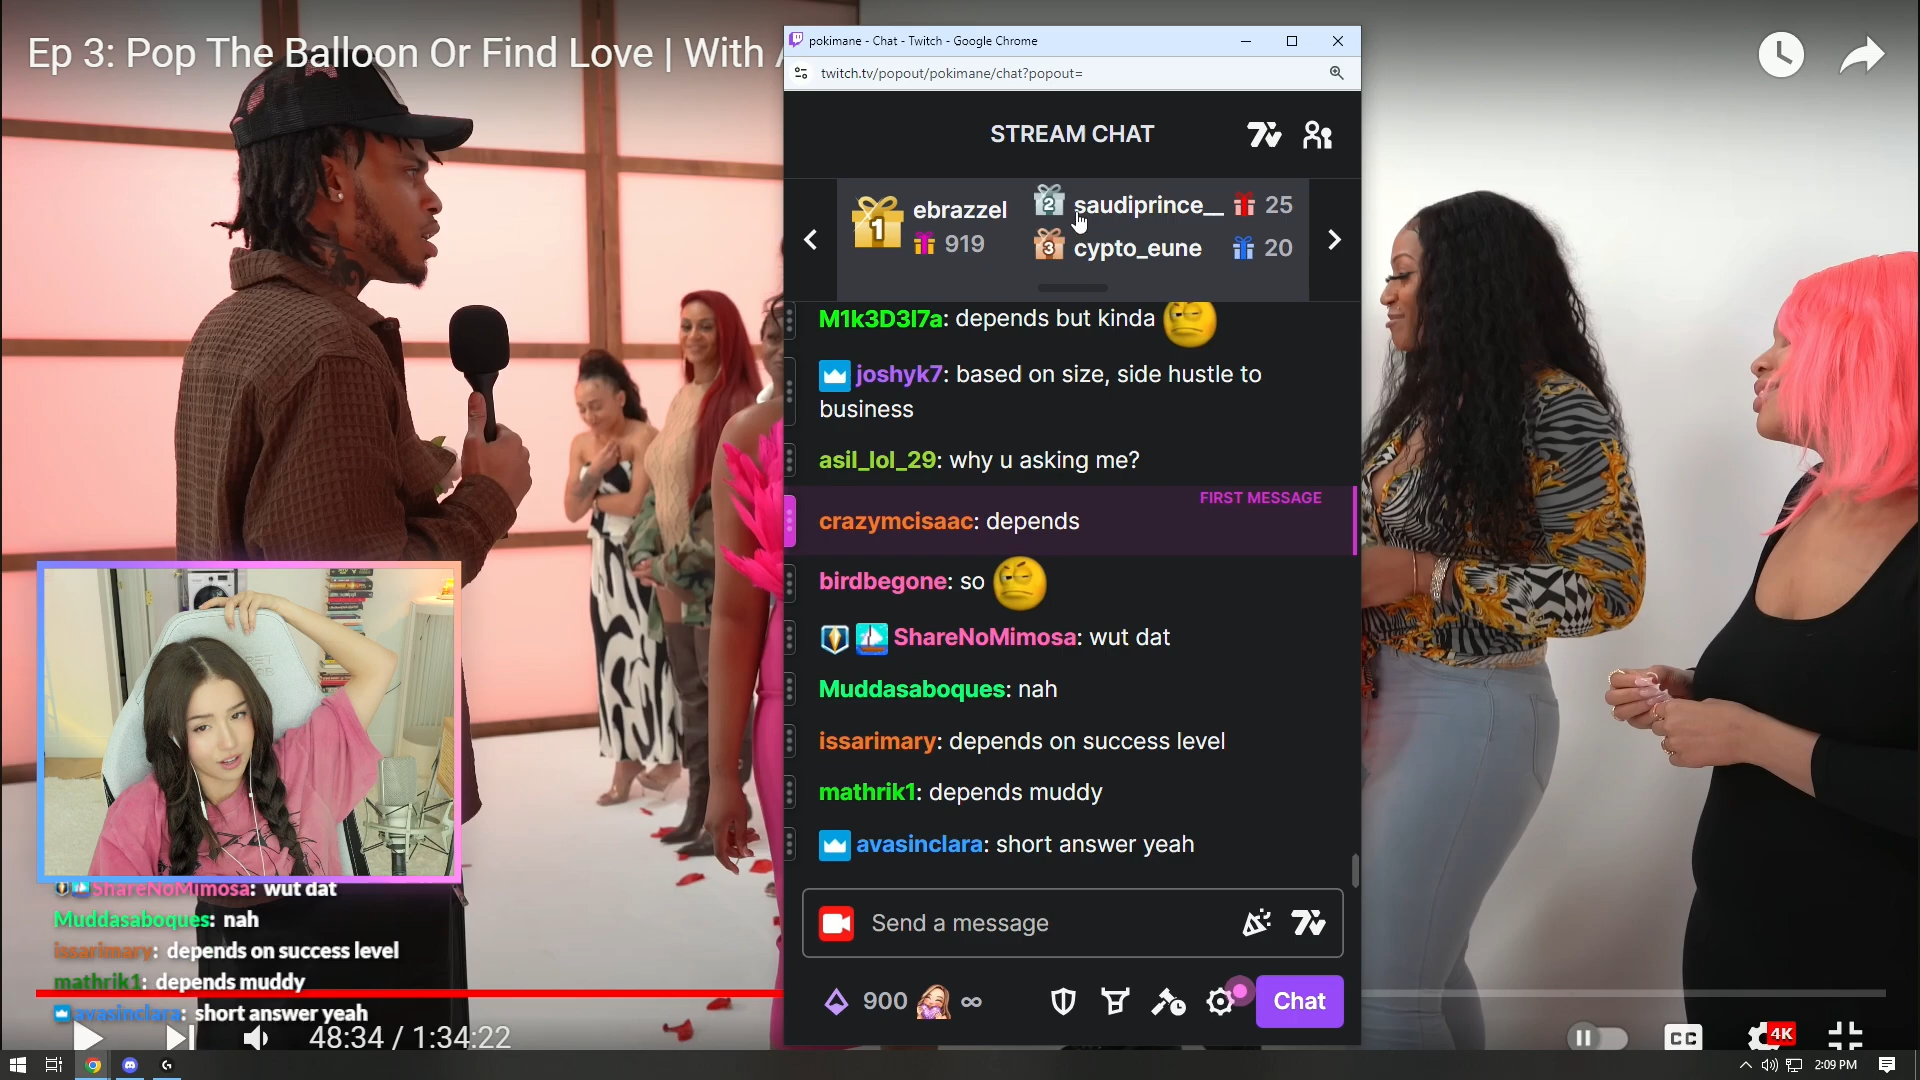 Ep 3: Pop The Balloon Or Find Love | With
pokimane - Chat - Twitch - Google Chrome
twitch.tv/popout/pokimane/chat?popout=
STREAM CHAT
1 ebrazzel 919
2 saudiprince__ 25
3 cypto_eune 20
M1k3D3l7a: depends but kinda
joshyk7: based on size, side hustle to
business
asil_lol_29: why u asking me?
FIRST MESSAGE
crazymcisaac: depends
birdbegone: so
ShareNoMimosa: wut dat
Muddasaboques: nah
issarimary: depends on success level
mathrik1: depends muddy
avasinclara: short answer yeah
Send a message
900 ∞
Chat
ShareNoMimosa: wut dat
Muddasaboques: nah
issarimary: depends on success level
mathrik1: depends muddy
avasinclara: short answer yeah
48:34 / 1:34:22
CC
4K
2:09 PM